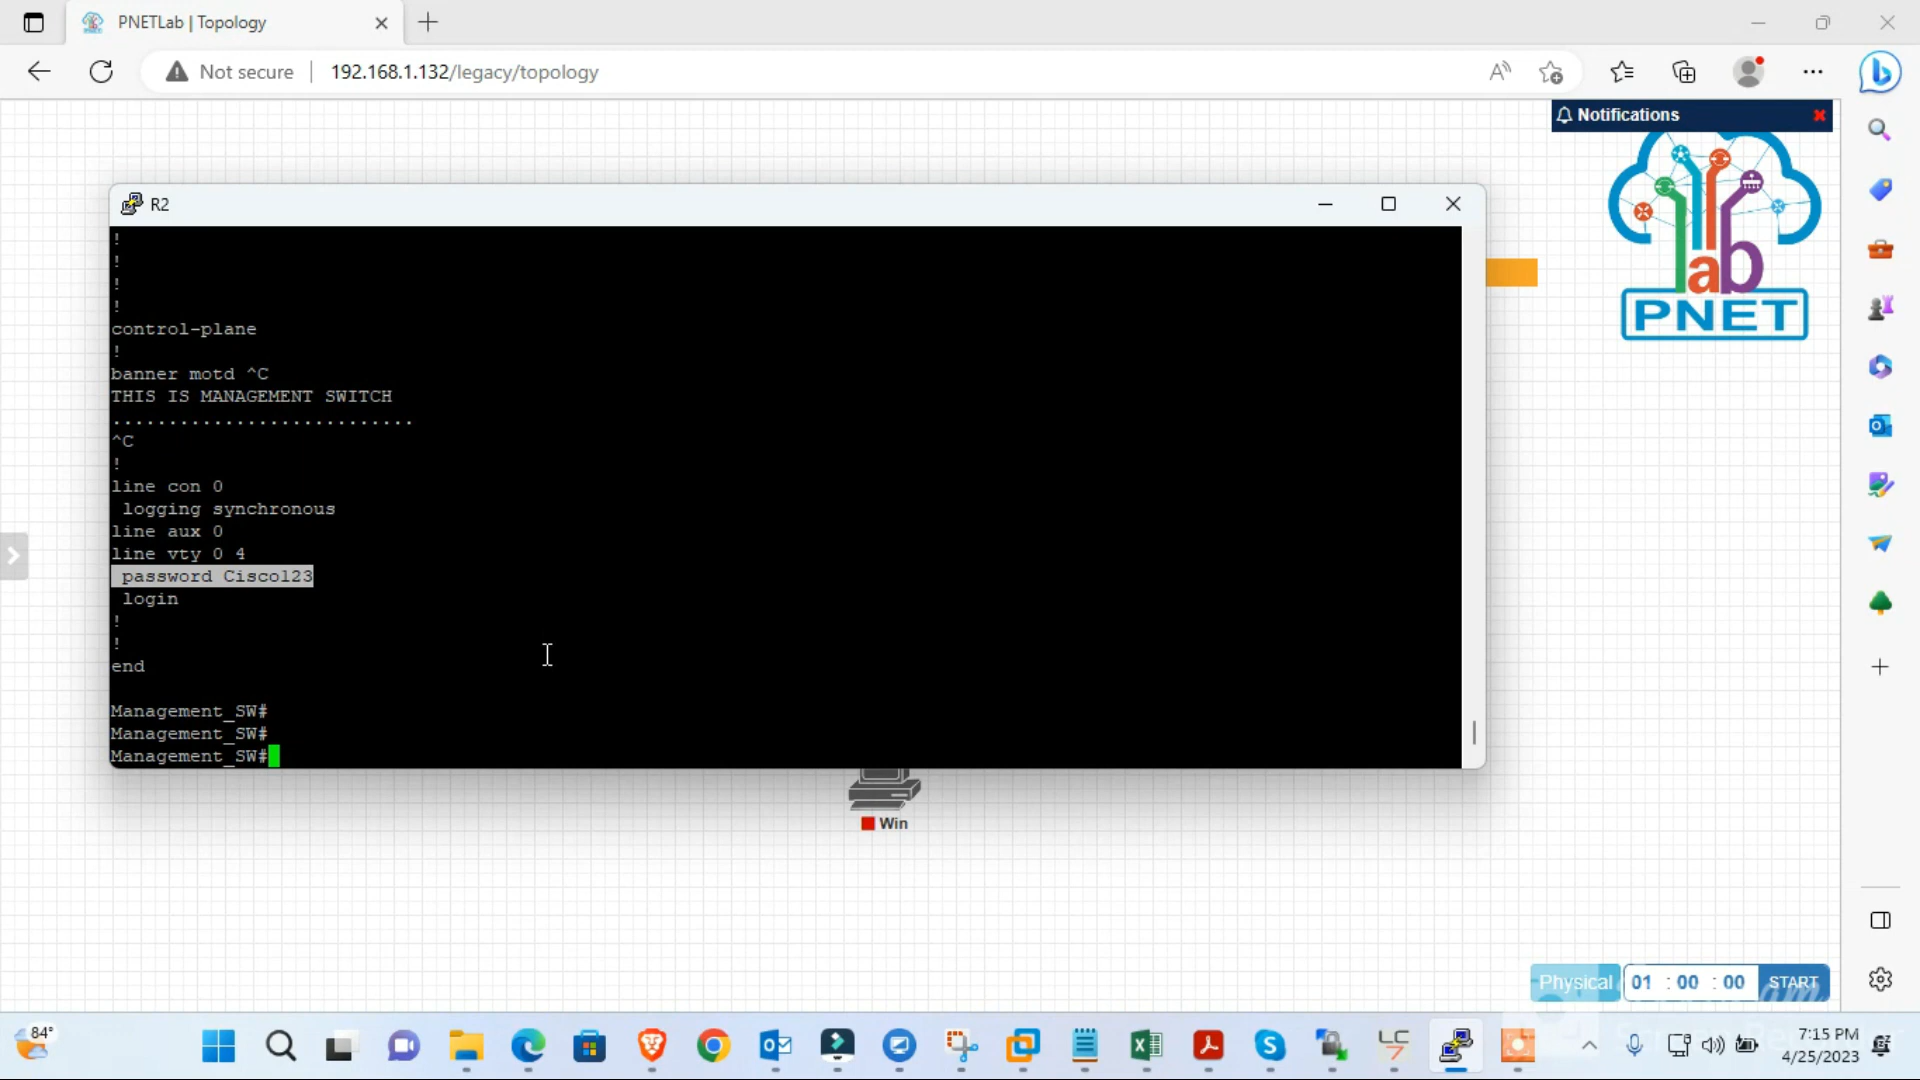 PNETLab | Topology
Not secure
192.168.1.132/legacy/topology
Notifications
lab
PNET
R2
!
!
!
!
control-plane
!
banner motd ^C
THIS IS MANAGEMENT SWITCH
...........................
^C
!
line con 0
logging synchronous
line aux 0
line vty 0 4
password Cisco123
login
!
!
end
Management_SW#
Management_SW#
Management_SW#
Win
Physical
01 : 00 : 00
START
84°
7:15 PM
4/25/2023